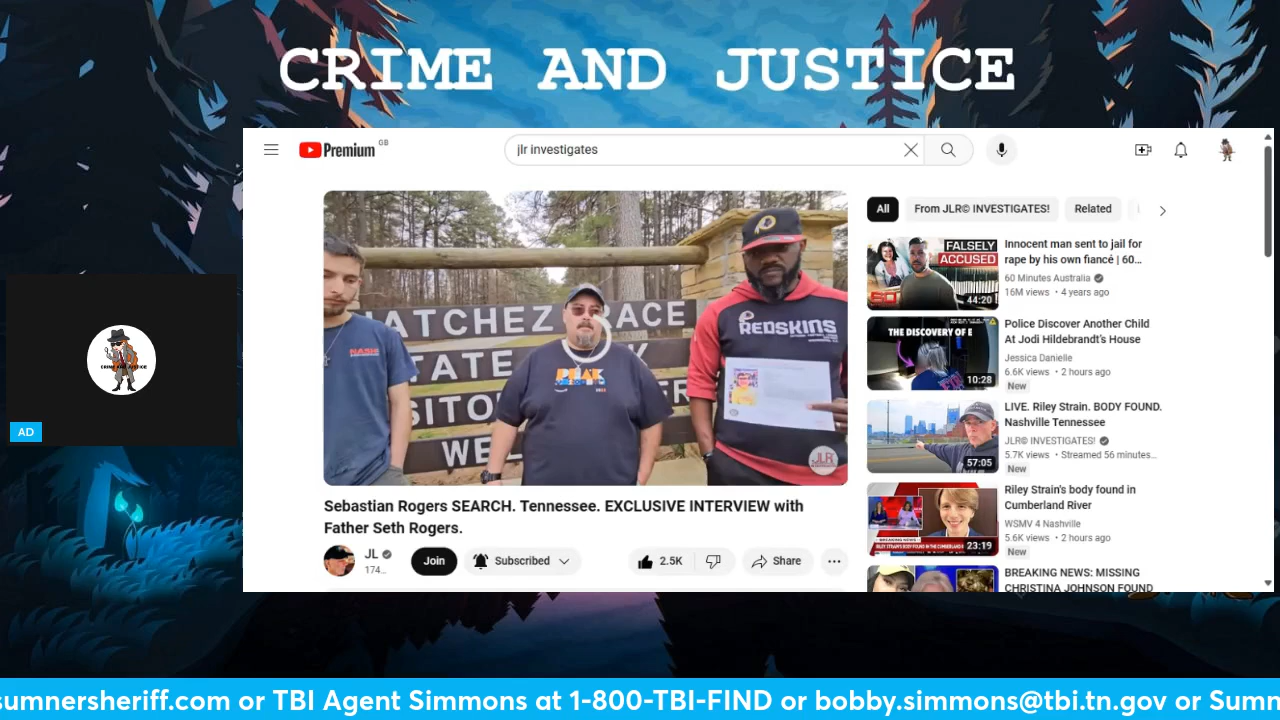 CRIME AND JUSTICE
Premium GB
jlr investigates
All
From JLR© INVESTIGATES!
Related
NATCHEZ
RACE
REDSKINS
WEL
JLR
FALSELY
ACCUSED
44:20
Innocent man sent to jail for
rape by his own fiancé | 60...
60 Minutes Australia
16M views • 4 years ago
THE DISCOVERY OF E
10:28
Police Discover Another Child
At Jodi Hildebrandt's House
Jessica Danielle
6.6K views • 2 hours ago
New
57:05
LIVE. Riley Strain. BODY FOUND.
Nashville Tennessee
JLR© INVESTIGATES!
5.7K views • Streamed 56 minutes...
New
23:19
Riley Strain's body found in
Cumberland River
WSMV 4 Nashville
5.6K views • 2 hours ago
New
BREAKING NEWS: MISSING
CHRISTINA JOHNSON FOUND
Sebastian Rogers SEARCH. Tennessee. EXCLUSIVE INTERVIEW with
Father Seth Rogers.
JL
174...
Join
Subscribed
2.5K
Share
CRIME AND JUSTICE
AD
sumnersheriff.com or TBI Agent Simmons at 1-800-TBI-FIND or bobby.simmons@tbi.tn.gov or Sumn